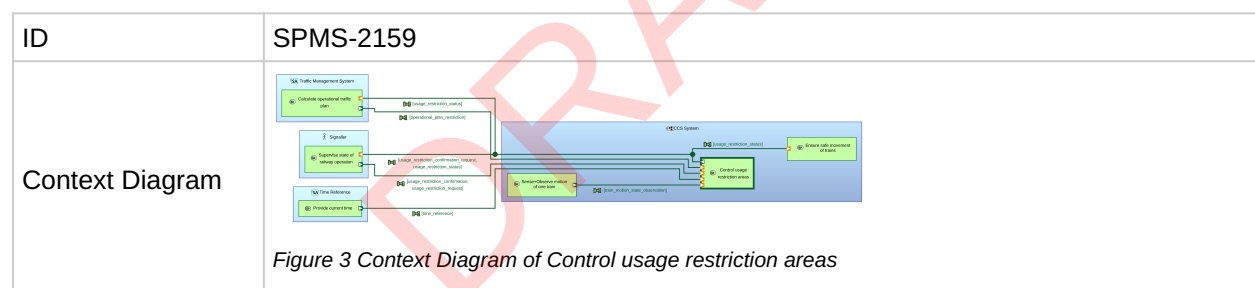 ID
SPMS-2159
Context Diagram
Traffic Management System
Calculate operational traffic
plan
[usage_restriction_status]
[operational_plan_restriction]
Signaller
Supervise state of
railway operation
[usage_restriction_confirmation_request,
usage_restriction_status]
[usage_restriction_confirmation,
usage_restriction_request]
Time Reference
Provide current time
[time_reference]
CCS System
[usage_restriction_status]
Ensure safe movement
of trains
Control usage
restriction areas
Sense+Observe motion
of one train
[train_motion_state_observation]
Figure 3 Context Diagram of Control usage restriction areas